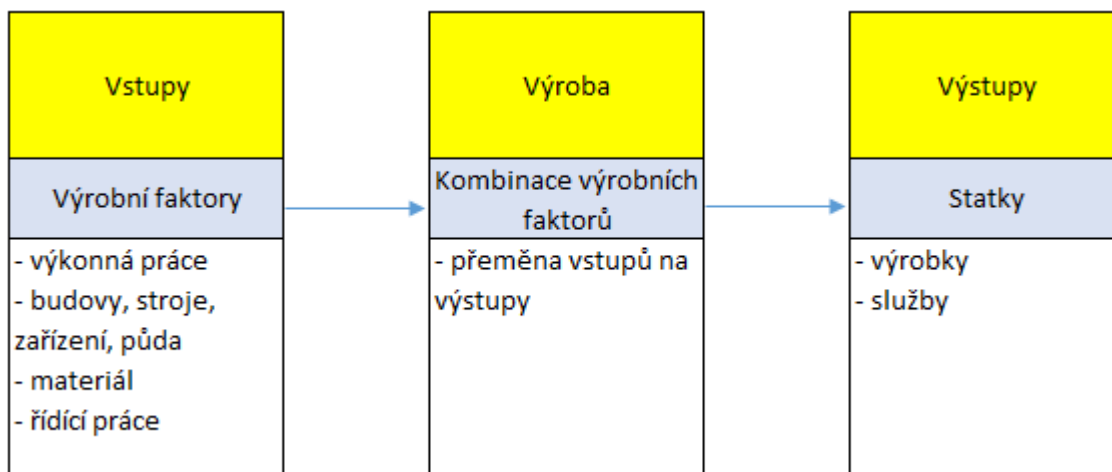 Vstupy
Výrobní faktory
- výkonná práce
- budovy, stroje,
zařízení, půda
- materiál
- řídící práce
Výroba
Kombinace výrobních
faktorů
- přeměna vstupů na
výstupy
Výstupy
Statky
- výrobky
- služby